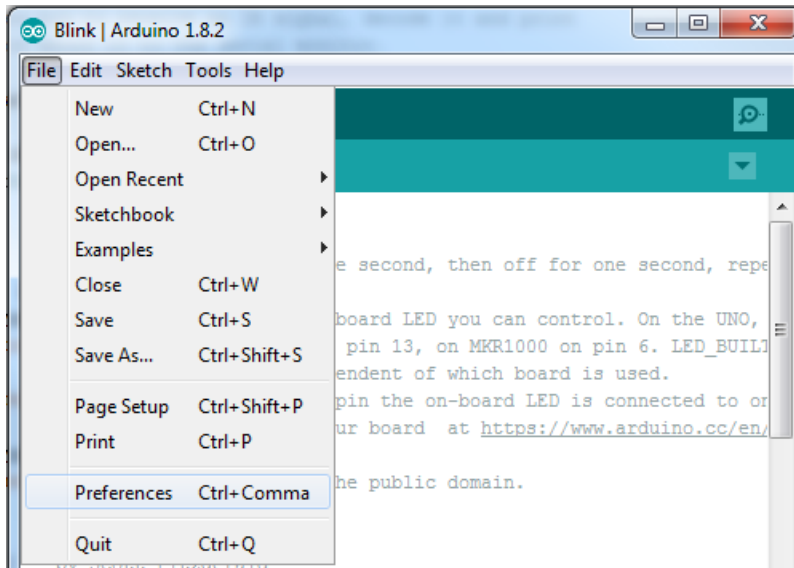 Blink | Arduino 1.8.2
File Edit Sketch Tools Help
New Ctrl+N
Open... Ctrl+O
Open Recent
Sketchbook
Examples
Close Ctrl+W
Save Ctrl+S
Save As... Ctrl+Shift+S
Page Setup Ctrl+Shift+P
Print Ctrl+P
Preferences Ctrl+Comma
Quit Ctrl+Q
e second, then off for one second, repe
board LED you can control. On the UNO,
pin 13, on MKR1000 on pin 6. LED_BUILT
endent of which board is used.
pin the on-board LED is connected to on
ur board at https://www.arduino.cc/en/
he public domain.